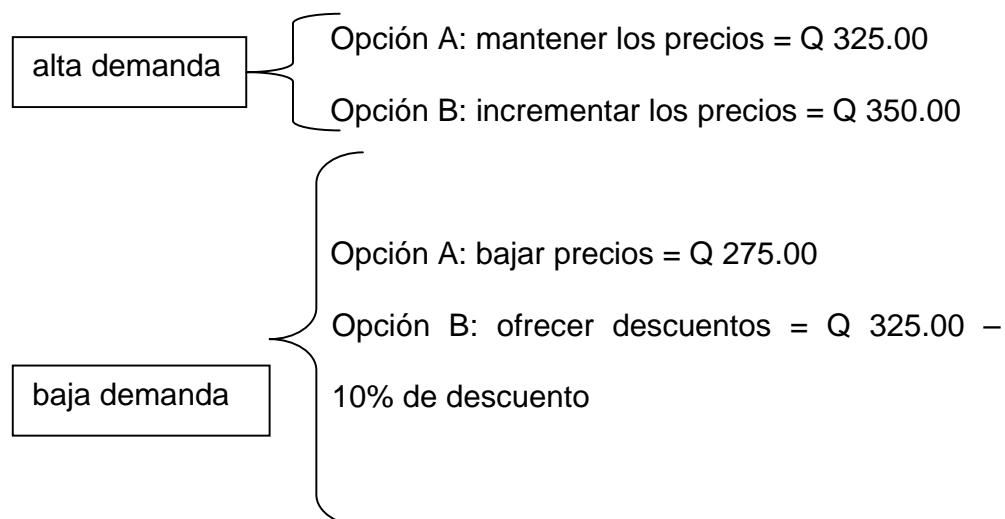 alta demanda
Opción A: mantener los precios = Q 325.00
Opción B: incrementar los precios = Q 350.00
baja demanda
Opción A: bajar precios = Q 275.00
Opción B: ofrecer descuentos = Q 325.00 –
10% de descuento